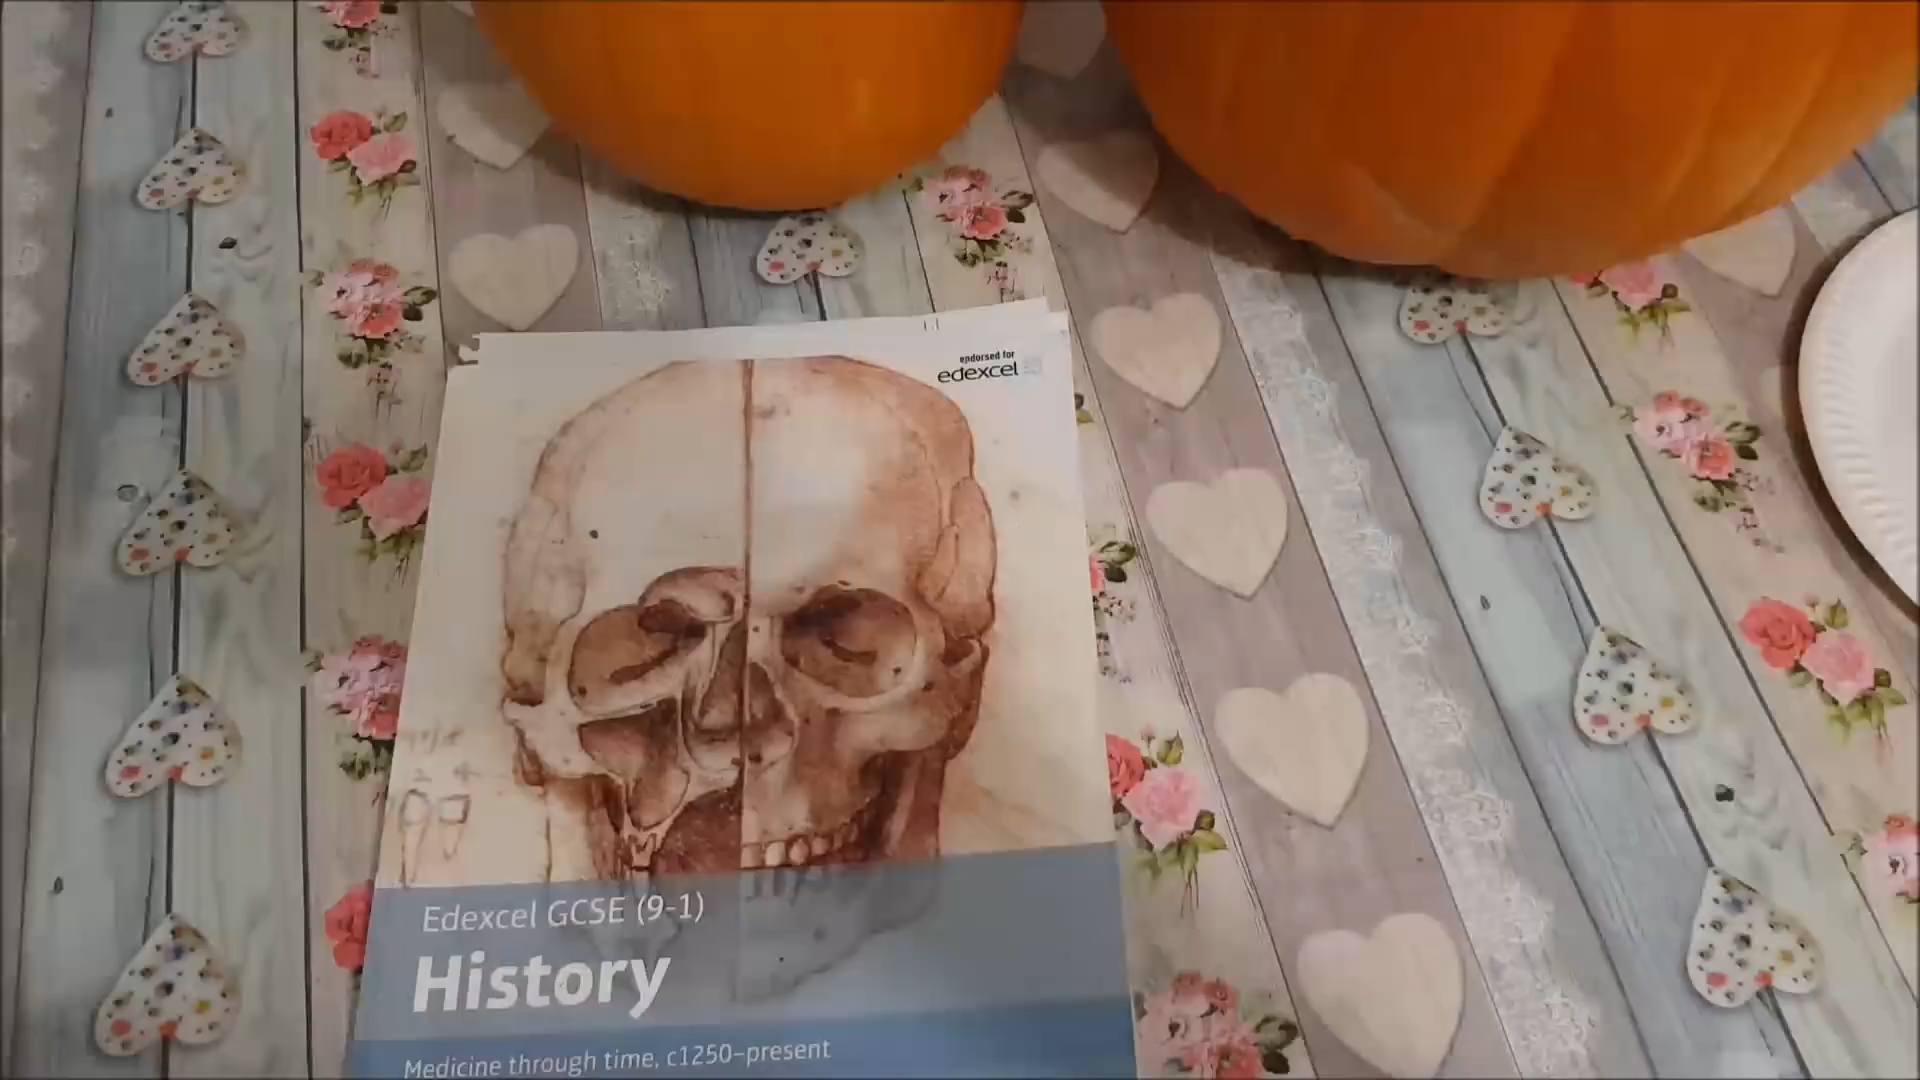 endorsed for
edexcel
Edexcel GCSE (9-1)
History
Medicine through time, c1250–present